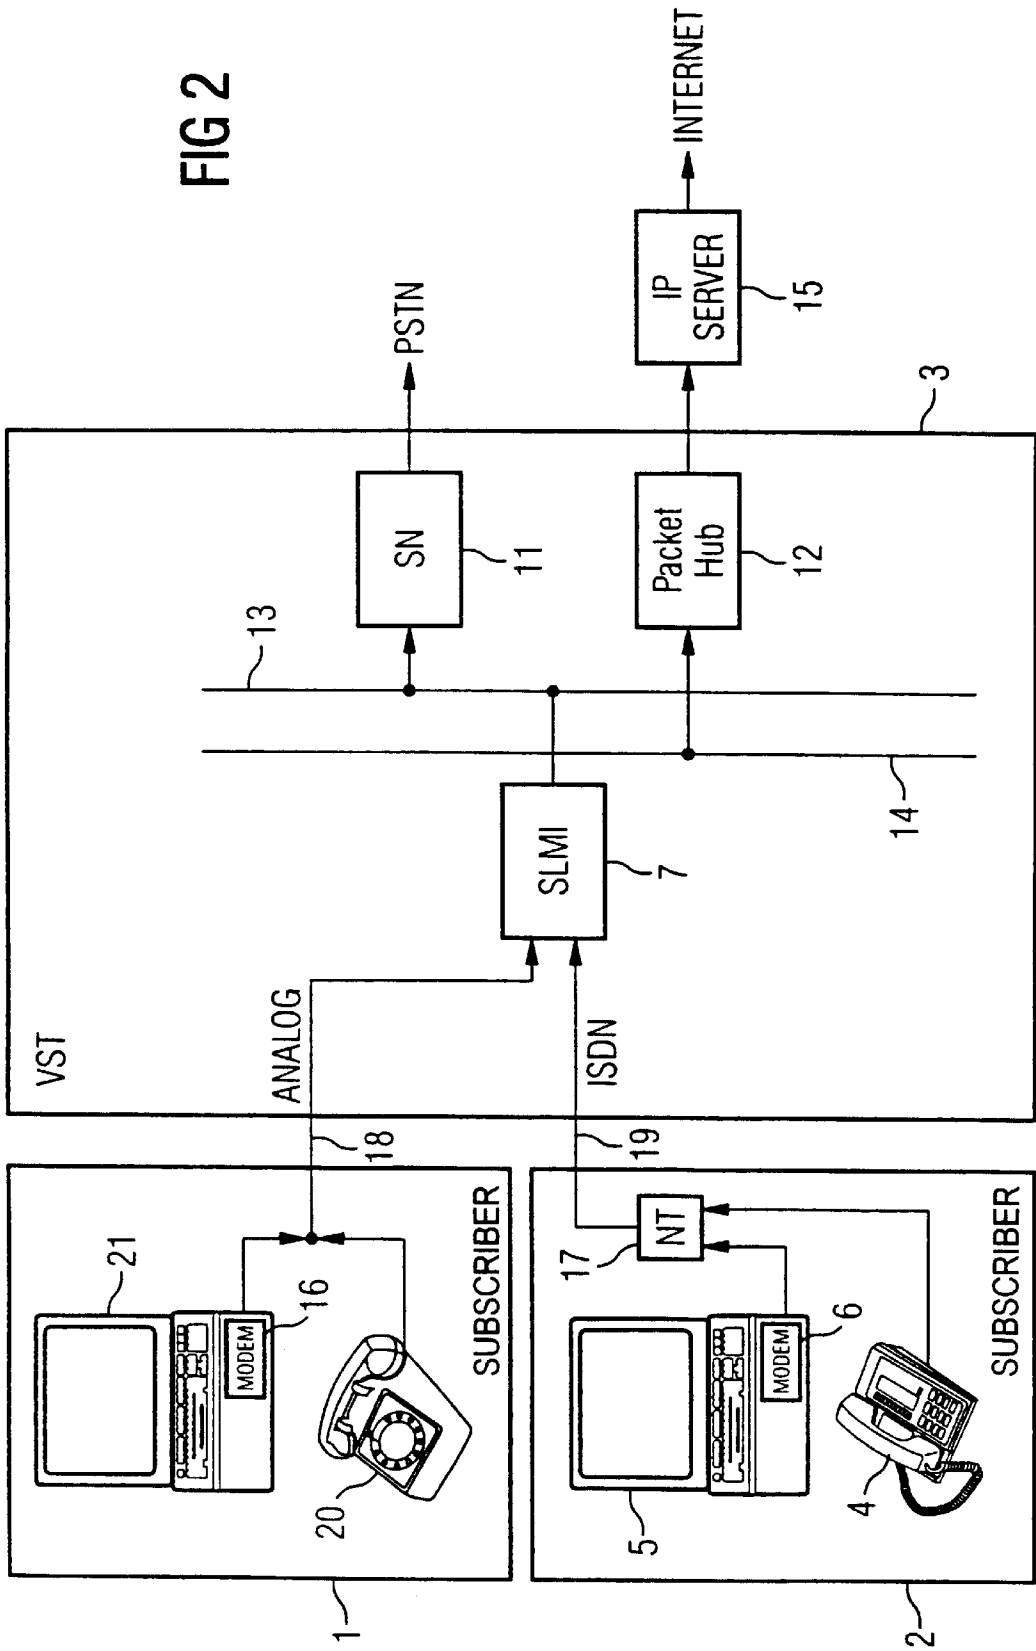 FIG 2
1
21
MODEM
16
20
SUBSCRIBER
18
2
5
MODEM
6
4
17
NT
SUBSCRIBER
19
VST
ANALOG
ISDN
SLMI
7
13
14
SN
11
Packet
Hub
12
3
PSTN
IP
SERVER
15
INTERNET